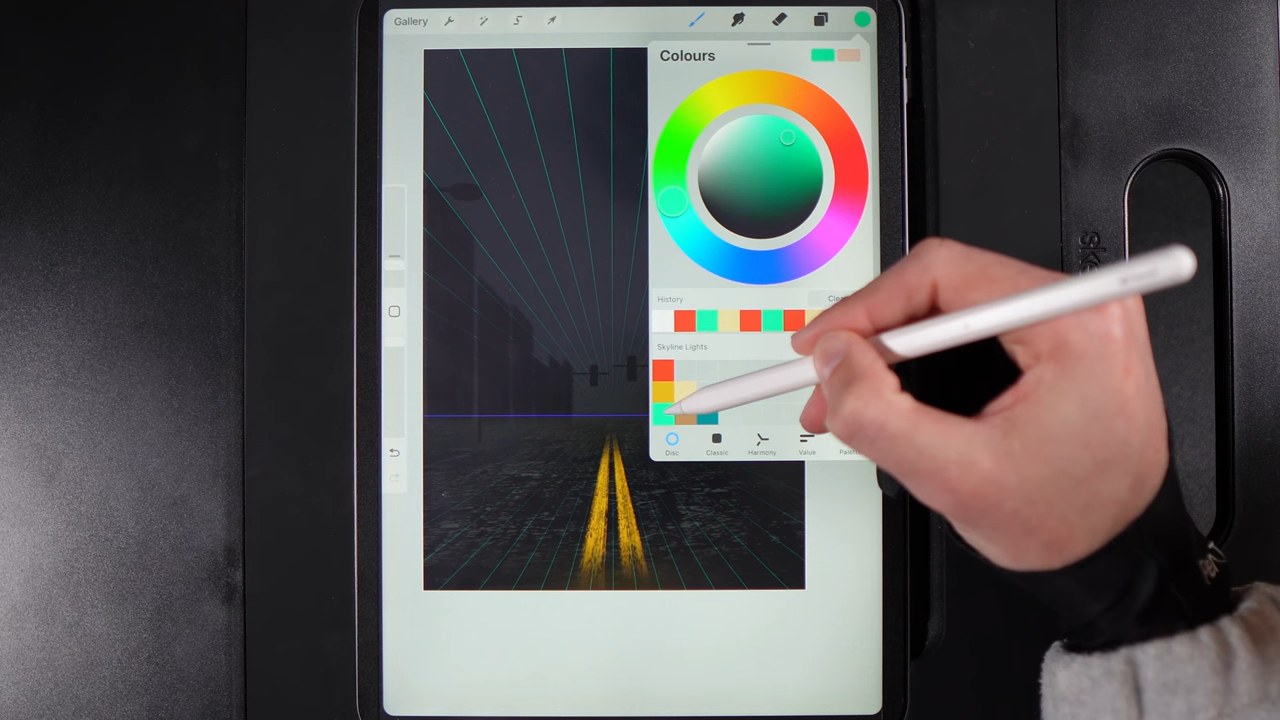 Gallery
Colours
History
Skyline Lights
Disc Classic Harmony Value